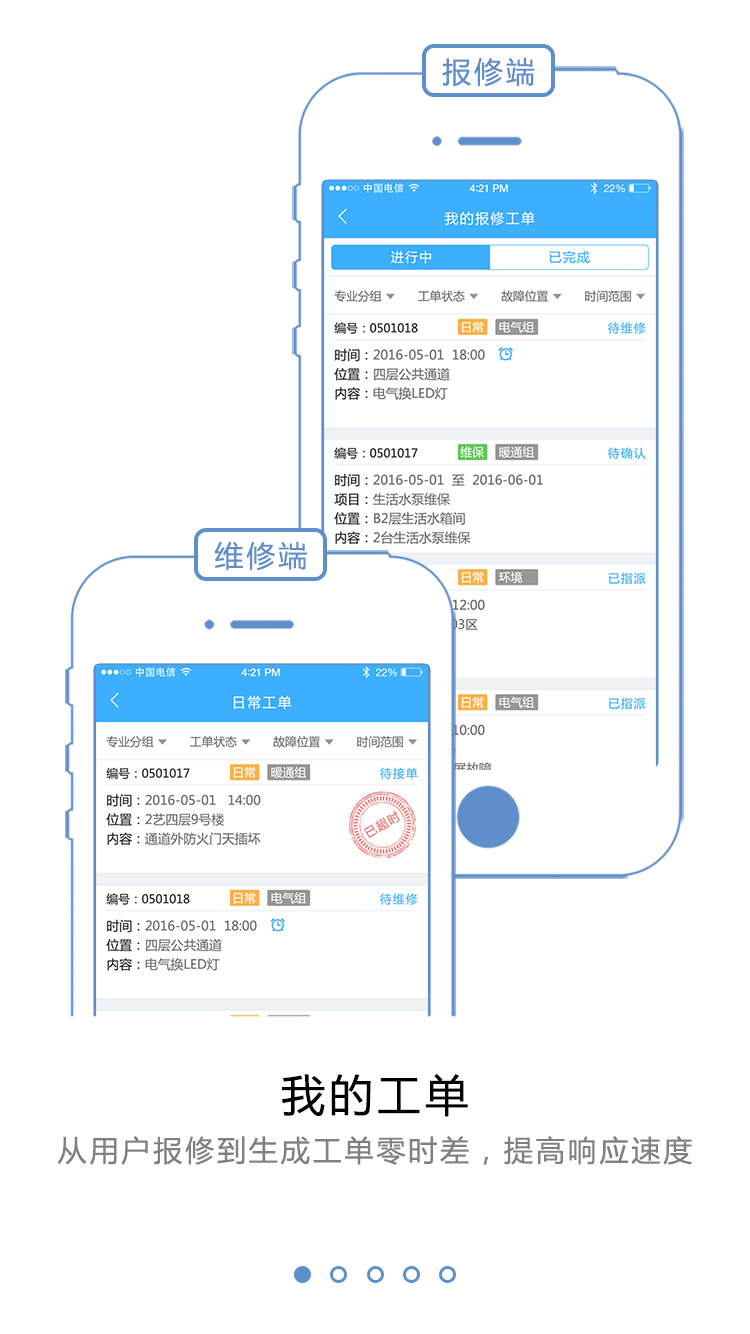 报修端
中国电信 4:21 PM 22%
我的报修工单
进行中 已完成
专业分组 工单状态 故障位置 时间范围
编号：0501018 日常 电气组 待维修
时间：2016-05-01 18:00
位置：四层公共通道
内容：电气换LED灯
编号：0501017 维保 暖通组 待确认
时间：2016-05-01 至 2016-06-01
项目：生活水泵维保
位置：B2层生活水箱间
内容：2台生活水泵维保
日常 环境 已指派
12:00
03区
日常 电气组 已指派
10:00
屏故障
维修端
中国电信 4:21 PM 22%
日常工单
专业分组 工单状态 故障位置 时间范围
编号：0501017 日常 暖通组 待接单
时间：2016-05-01 14:00
位置：2艺四层9号楼
内容：通道外防火门天插坏
已超时
编号：0501018 日常 电气组 待维修
时间：2016-05-01 18:00
位置：四层公共通道
内容：电气换LED灯
我的工单
从用户报修到生成工单零时差，提高响应速度